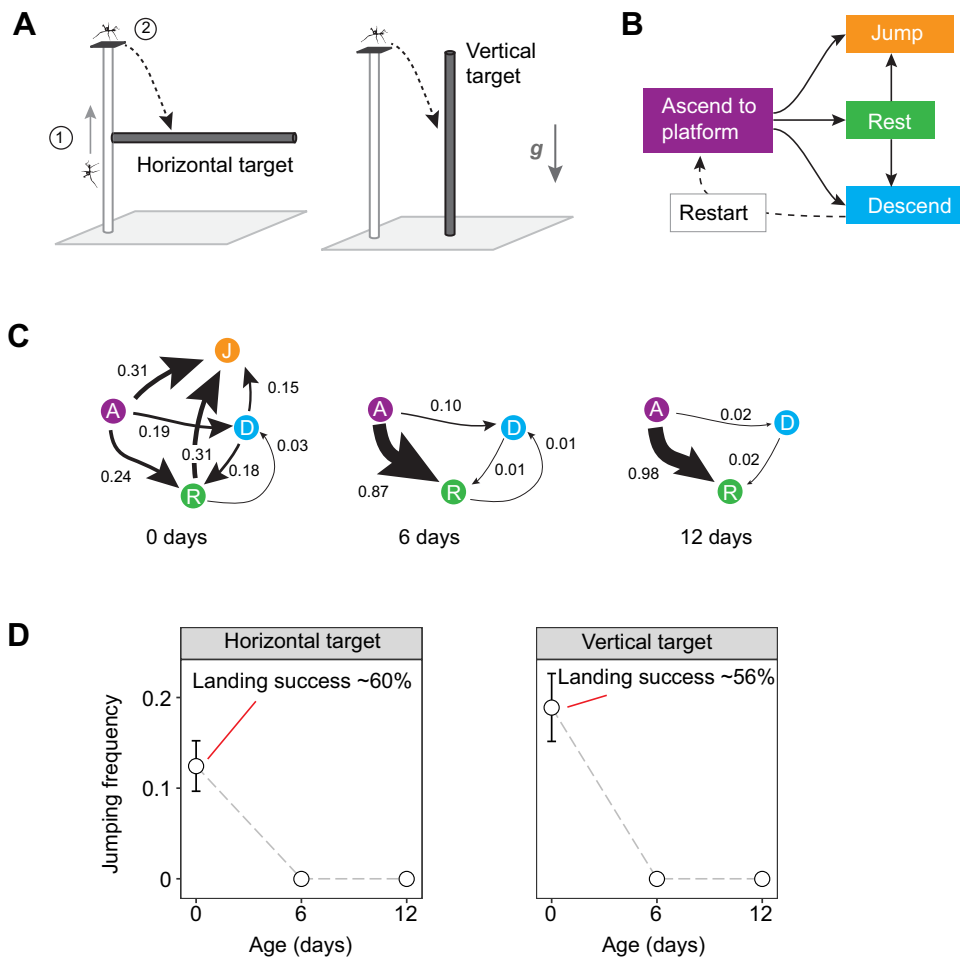 A
②
①
Horizontal target
Vertical
target
g
B
Jump
Ascend to
platform
Rest
Descend
Restart
C
J
0.31
0.15
A
0.19
D
0.03
0.24
0.31
0.18
R
0 days
A
0.10
D
0.01
0.01
0.87
R
6 days
A
0.02
D
0.02
0.98
R
12 days
D
Horizontal target
Landing success ~60%
0.2
0.1
0
Jumping frequency
0
6
12
Age (days)
Vertical target
Landing success ~56%
0
6
12
Age (days)